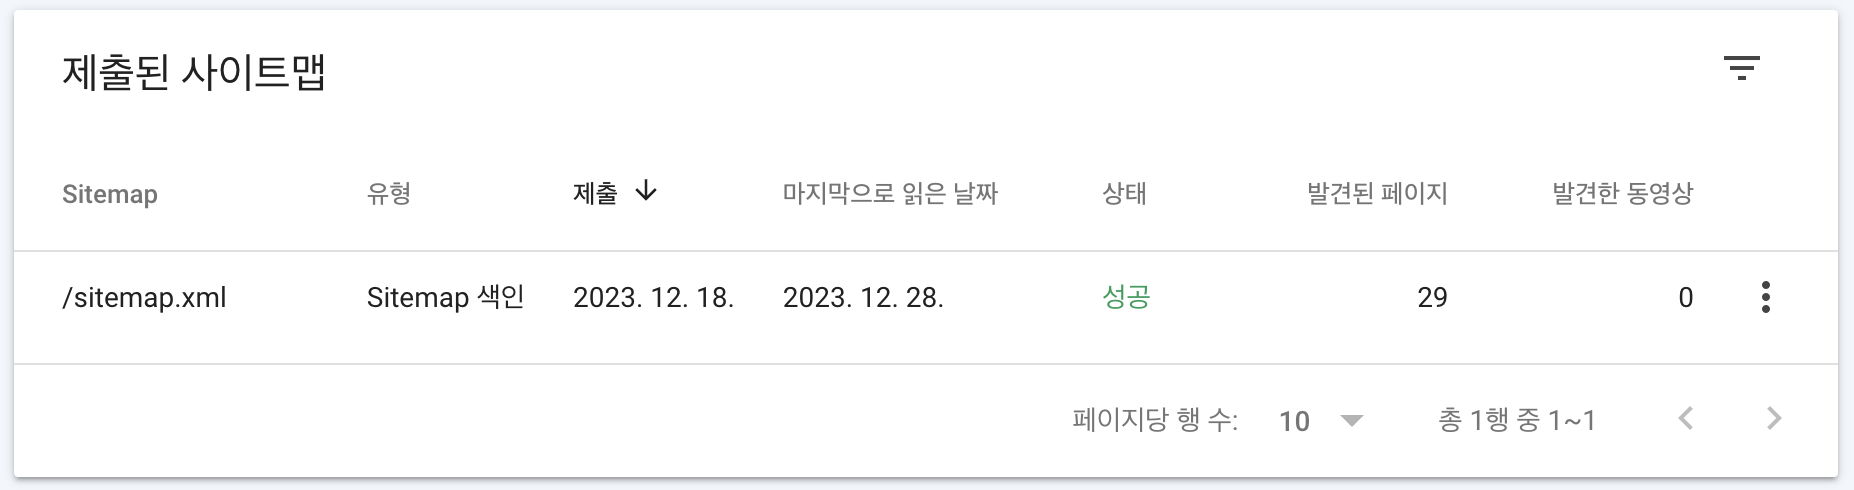 제출된 사이트맵
Sitemap 유형 제출 마지막으로 읽은 날짜 상태 발견된 페이지 발견한 동영상
/sitemap.xml Sitemap 색인 2023. 12. 18. 2023. 12. 28. 성공 29 0
페이지당 행 수: 10 총 1행 중 1~1